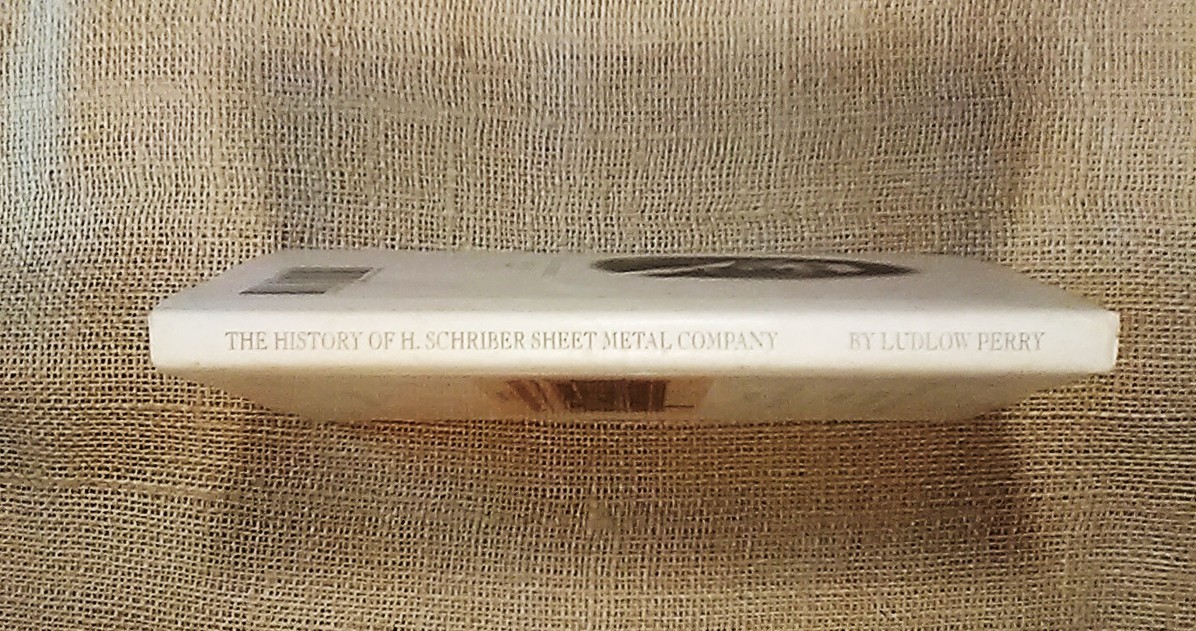 THE HISTORY OF H. SCHRIBER SHEET METAL COMPANY BY LUDLOW PERRY